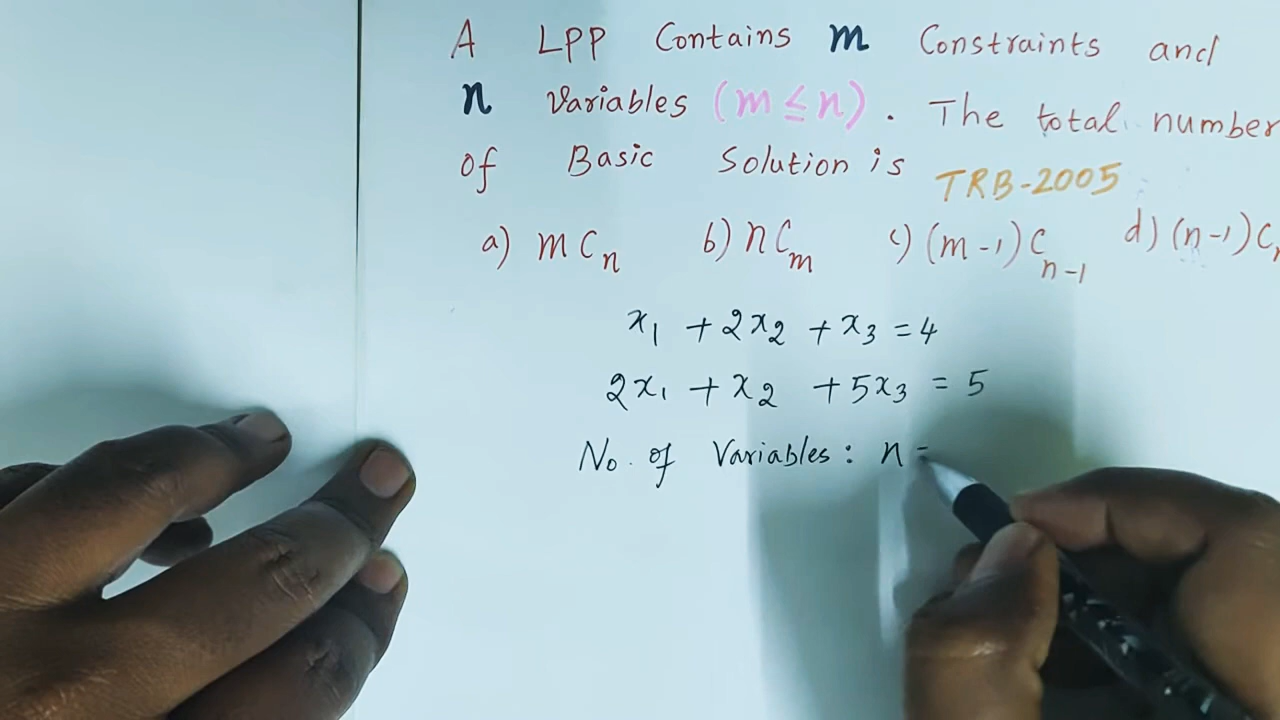 A LPP Contains m Constraints and
n Variables (m ≤ n). The total number
of Basic Solution is TRB-2005
a) mCₙ b) nCₘ c) (m-1)Cₙ₋₁ d) (n-1)C
x₁ + 2x₂ + x₃ = 4
2x₁ + x₂ + 5x₃ = 5
No. of Variables: n =